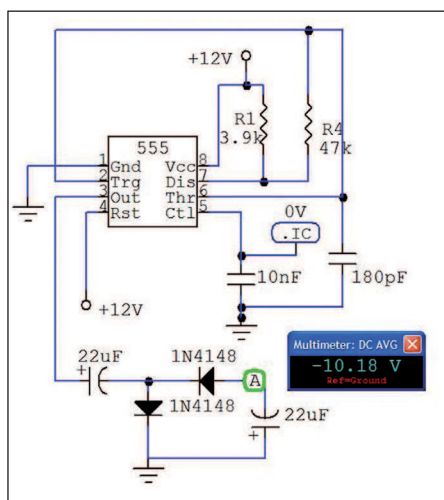 +12V
555
R1
3.9k
R4
47k
1 Gnd Vcc 8
2 Trg Dis 7
3 Out Thr 6
4 Rst Ctl 5
0V
.IC
10nF
180pF
+12V
22uF
+
1N4148
A
Multimeter: DC AVG
-10.18 V
Ref=Ground
1N4148
22uF
+